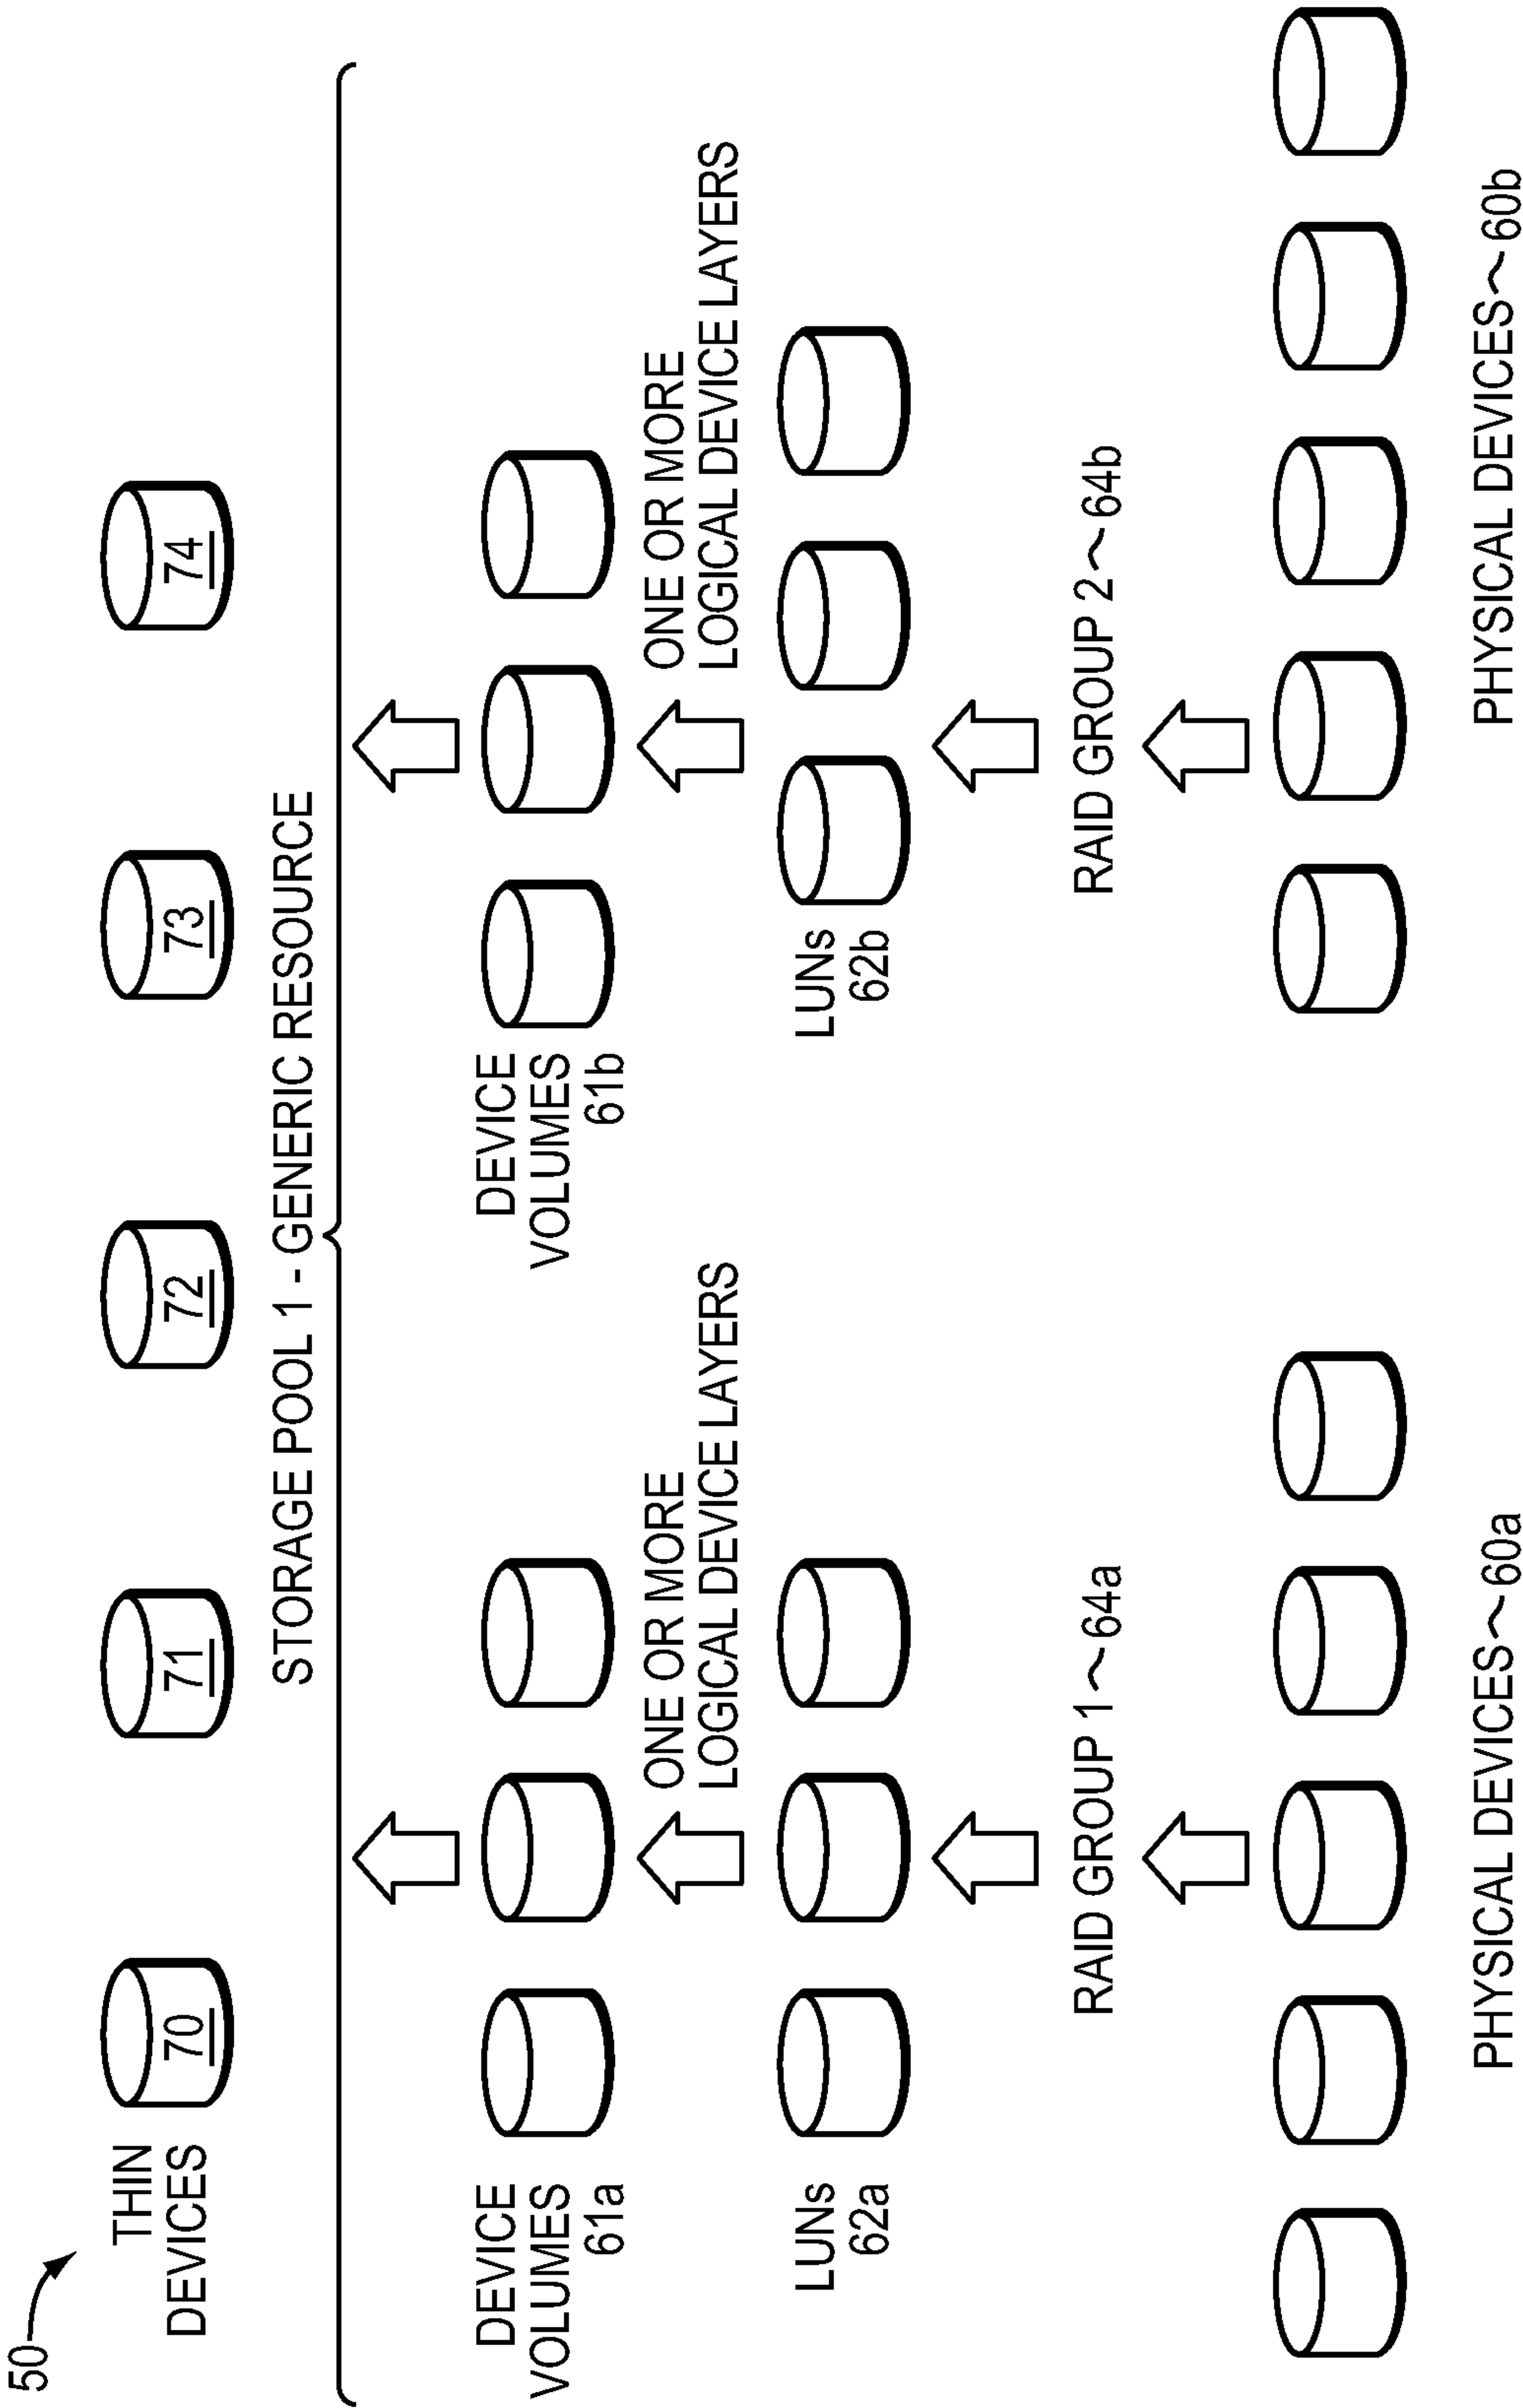 50
THIN
DEVICES
70
71
72
73
74
STORAGE POOL 1 - GENERIC RESOURCE
DEVICE
VOLUMES
61a
DEVICE
VOLUMES
61b
ONE OR MORE
LOGICAL DEVICE LAYERS
ONE OR MORE
LOGICAL DEVICE LAYERS
LUNs
62a
LUNs
62b
RAID GROUP 1~64a
RAID GROUP 2~64b
PHYSICAL DEVICES~60a
PHYSICAL DEVICES~60b